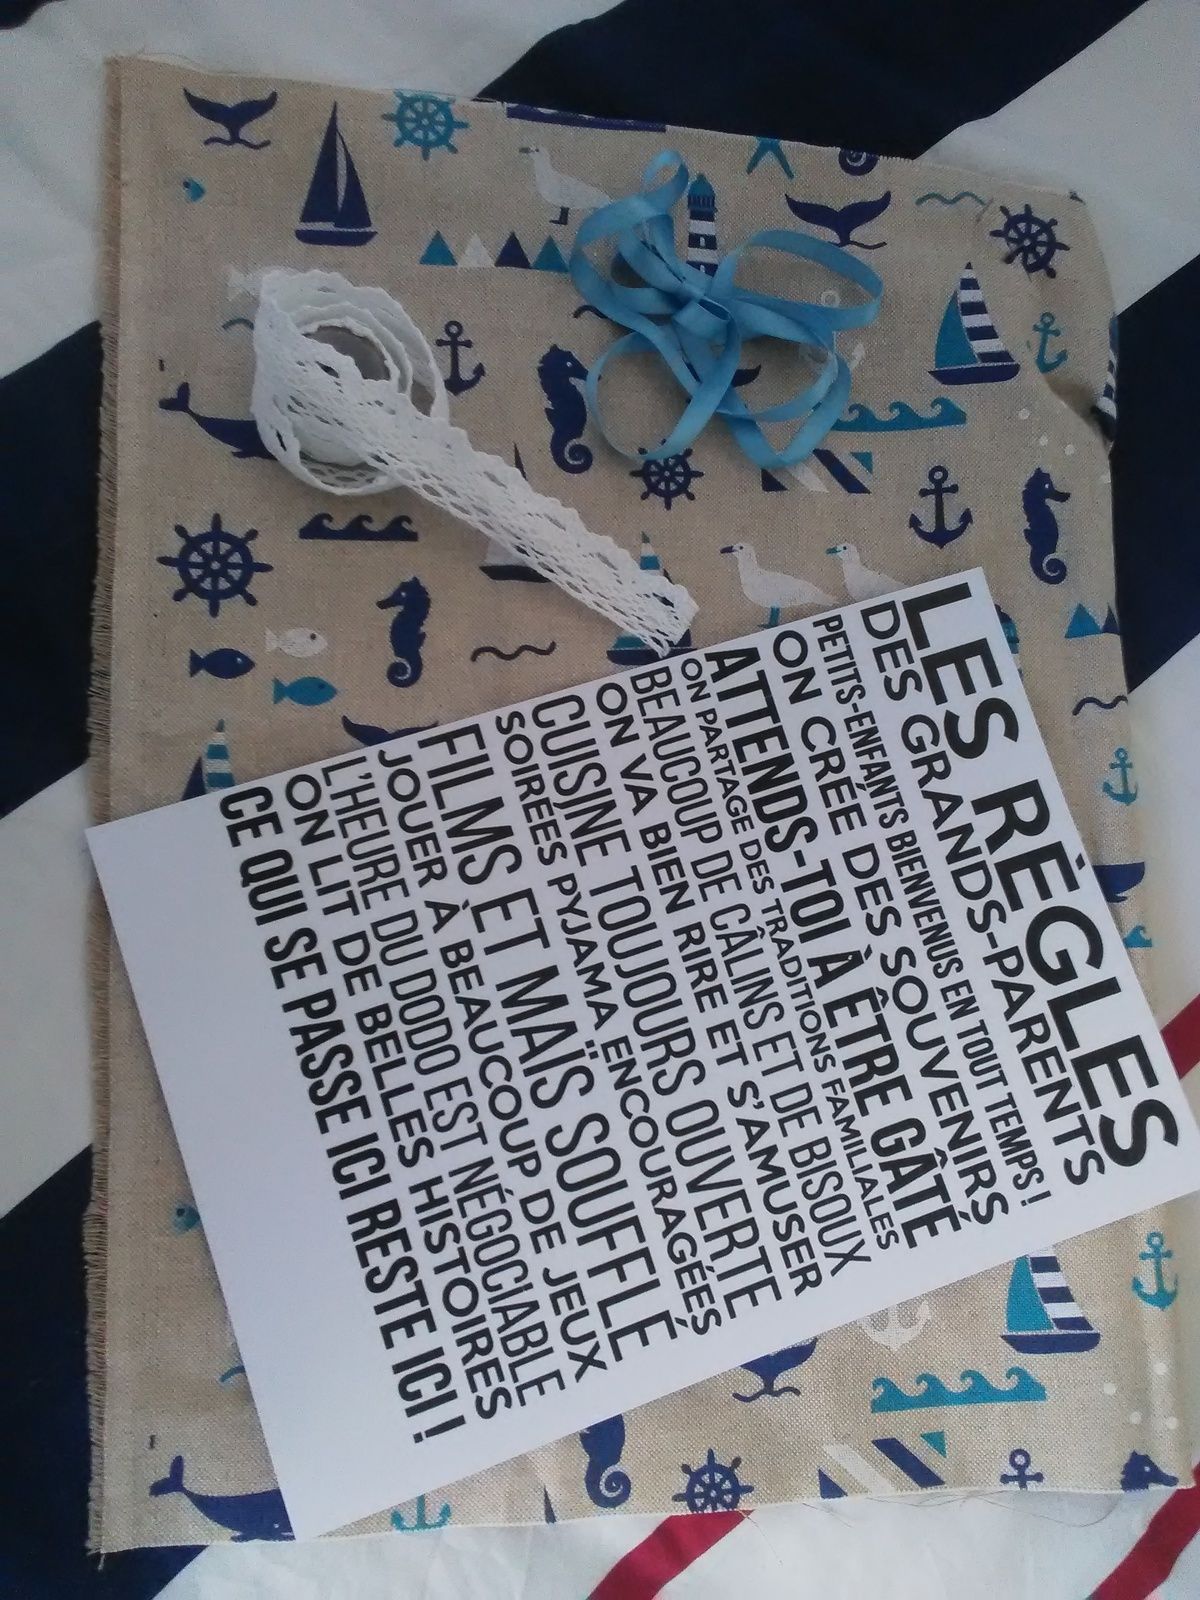 LES RÉGLES
DES GRANDS-PARENTS
PETITS-ENFANTS BIENVENUS EN TOUT TEMPS!
ON CRÉE DES SOUVENIRS
ATTENDS-TOI À ÊTRE GÂTÉ
ON PARTAGE DES TRADITIONS FAMILIALES
BEAUCOUP DE CÂLINS ET DE BISOUX
ON VA BIEN RIRE ET S'AMUSER
CUISINE TOUJOURS OUVERTE
SOIRÉES PYJAMA ENCOURAGÉES
FILMS ET MAÏS SOUFFLÉ
JOUER À BEAUCOUP DE JEUX
L'HEURE DU DODO EST NÉGOCIABLE
ON LIT DE BELLES HISTOIRES
CE QUI SE PASSE ICI RESTE ICI!